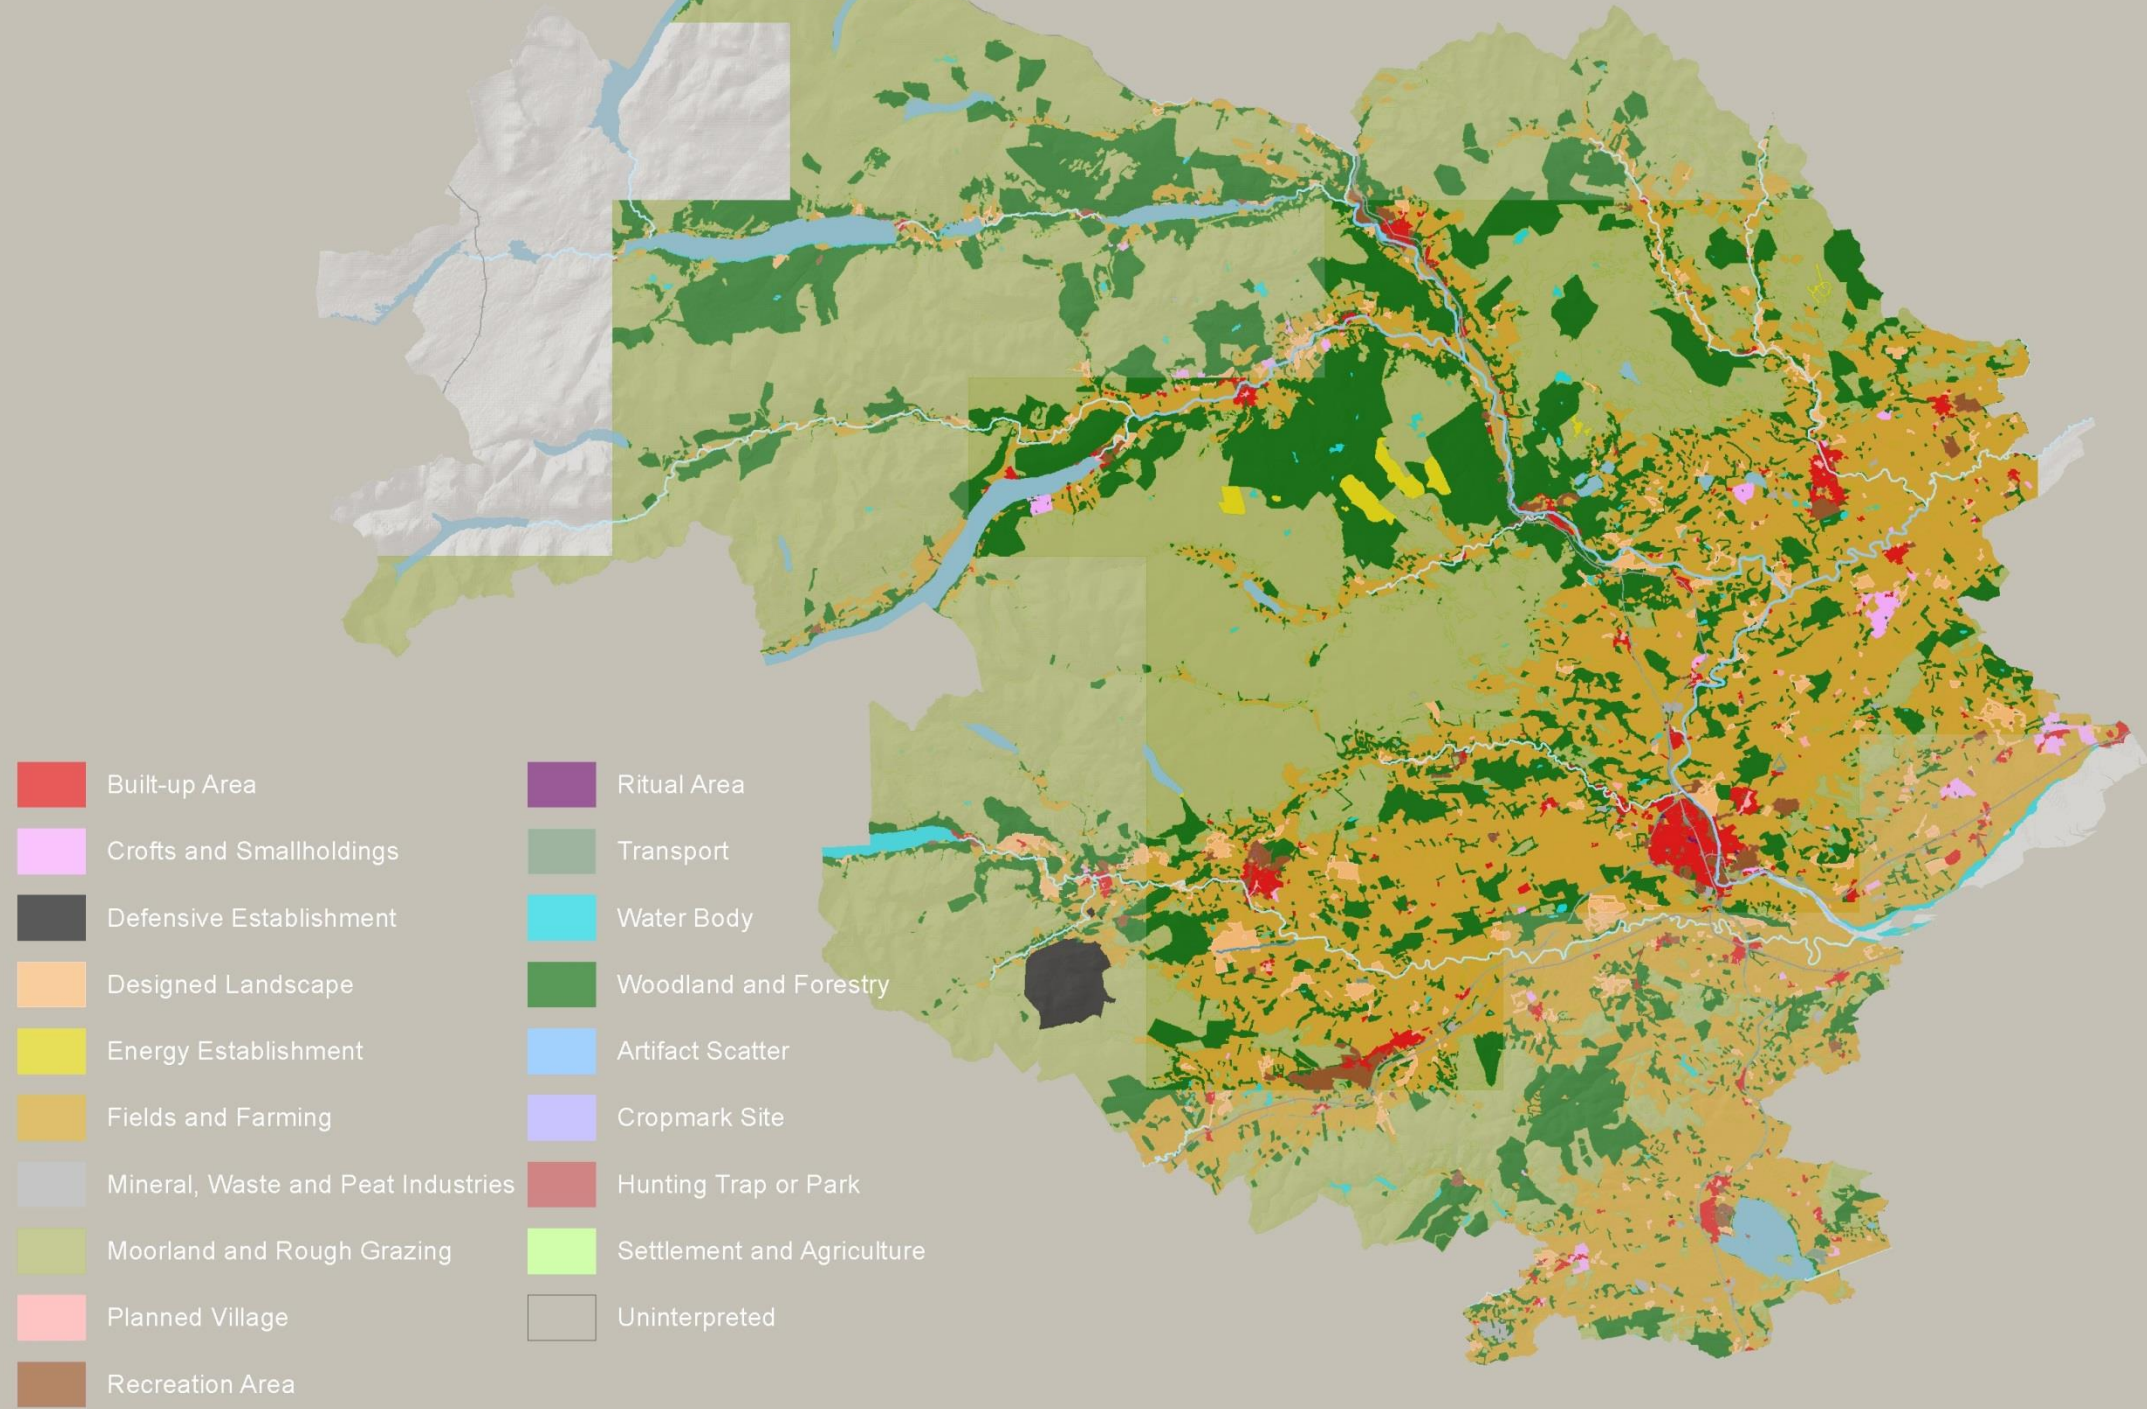 Built-up Area
Crofts and Smallholdings
Defensive Establishment
Designed Landscape
Energy Establishment
Fields and Farming
Mineral, Waste and Peat Industries
Moorland and Rough Grazing
Planned Village
Recreation Area
Ritual Area
Transport
Water Body
Woodland and Forestry
Artifact Scatter
Cropmark Site
Hunting Trap or Park
Settlement and Agriculture
Uninterpreted